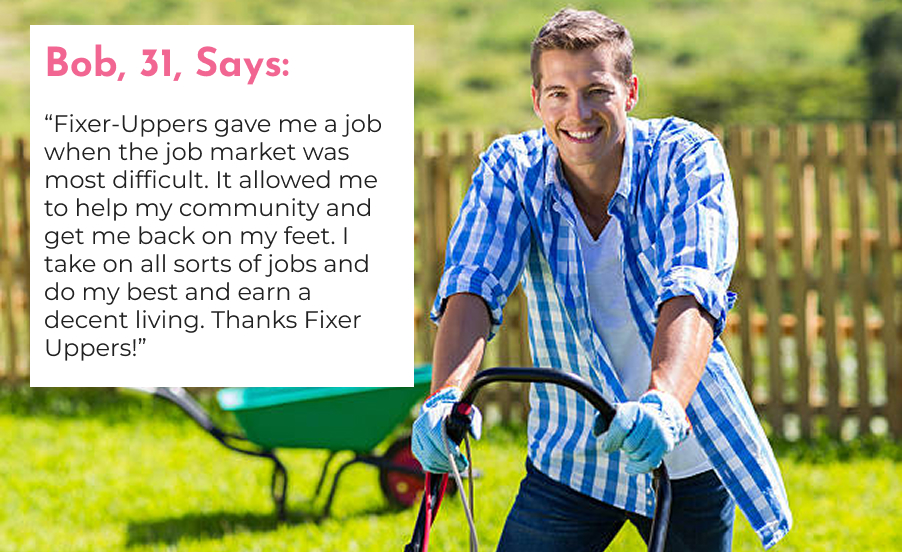 Bob, 31, Says:
“Fixer-Uppers gave me a job
when the job market was
most difficult. It allowed me
to help my community and
get me back on my feet. I
take on all sorts of jobs and
do my best and earn a
decent living. Thanks Fixer
Uppers!”